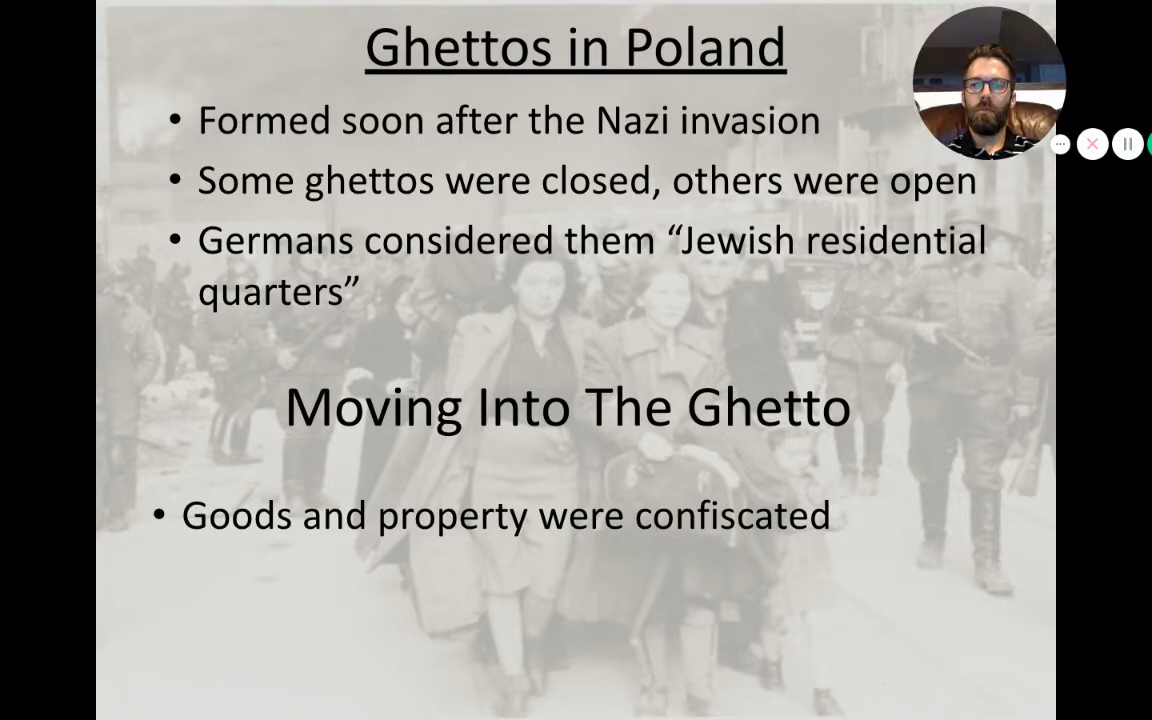 Ghettos in Poland
• Formed soon after the Nazi invasion
• Some ghettos were closed, others were open
• Germans considered them “Jewish residential
quarters”
Moving Into The Ghetto
• Goods and property were confiscated